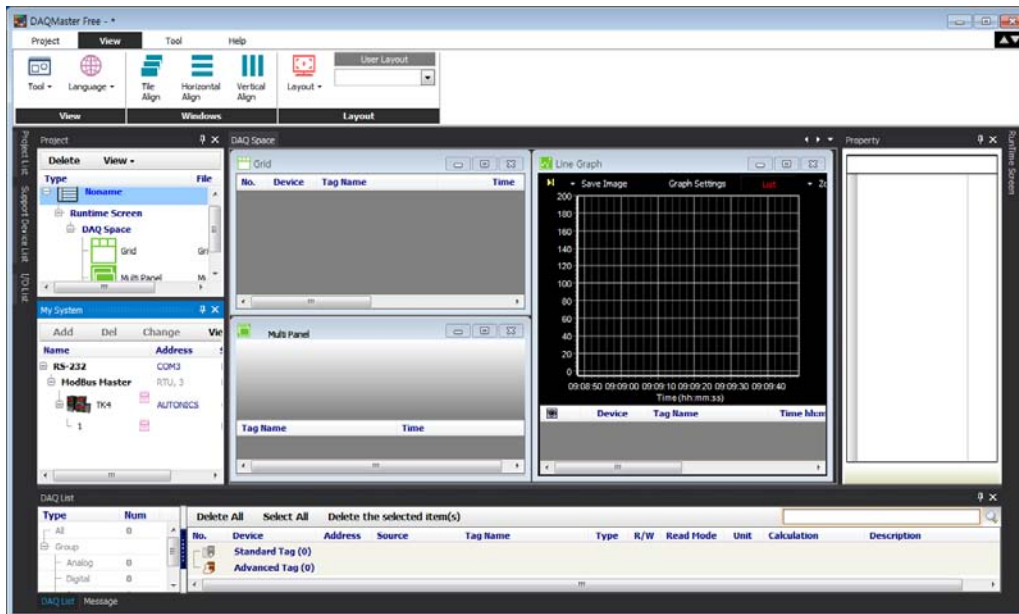 DAQMaster Free - *
Project View Tool Help
Tool Language Tile Align Horizontal Align Vertical Align Layout User Layout
View Windows Layout
Project List
Support Device List
I/O List
Project
Delete View
Type File
Noname
Runtime Screen
DAQ Space
Grid Gri
Multi Panel M
My System
Add Del Change Vie
Name Address
RS-232 COM3
ModBus Master RTU, 3
TK4 AUTONICS
1
DAQ Space
Grid
No. Device Tag Name Time
Multi Panel
Tag Name Time
Line Graph
Save Image Graph Settings List Zo
200
180
160
140
120
100
80
60
40
20
0
09:08:50 09:09:00 09:09:10 09:09:20 09:09:30 09:09:40
Time(hh:mm:ss)
Device Tag Name Time hh:m
Property
RunTime Screen
DAQ List
Type Num
All 0
Group
Analog 0
Digital 0
Delete All Select All Delete the selected item(s)
No. Device Address Source Tag Name Type R/W Read Mode Unit Calculation Description
Standard Tag (0)
Advanced Tag (0)
DAQ List Message